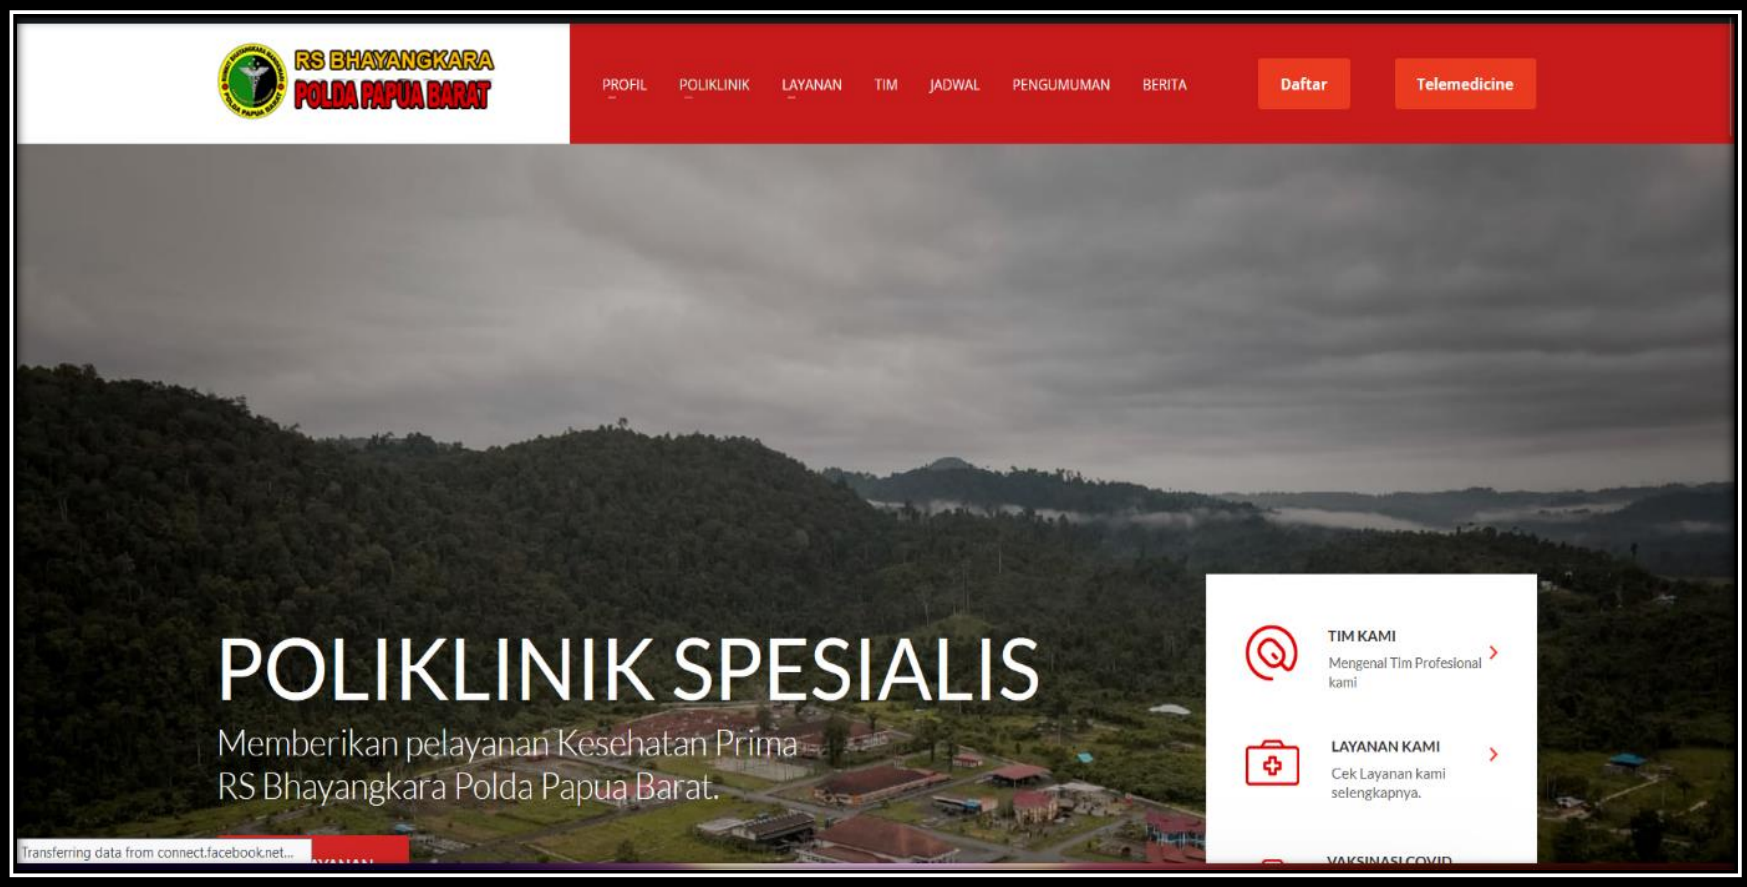 RS BHAYANGKARA
POLDA PAPUA BARAT
PROFIL POLIKLINIK LAYANAN TIM JADWAL PENGUMUMAN BERITA Daftar Telemedicine
POLIKLINIK SPESIALIS
Memberikan pelayanan Kesehatan Prima
RS Bhayangkara Polda Papua Barat.
TIM KAMI
Mengenal Tim Profesional
kami
LAYANAN KAMI
Cek Layanan kami
selengkapnya.
VAKSINASI COVID
Transferring data from connect.facebook.net...